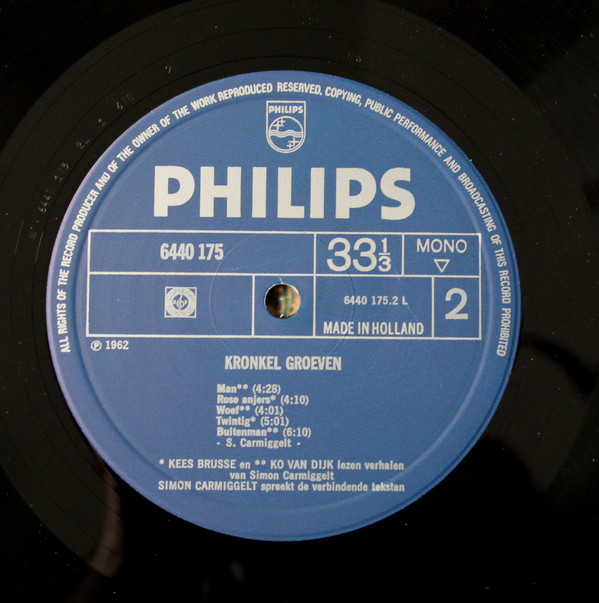 ALL RIGHTS OF THE RECORD PRODUCER AND OF THE OWNER OF THE WORK REPRODUCED RESERVED. COPYING, PUBLIC PERFORMANCE AND BROADCASTING OF THIS RECORD PROHIBITED
PHILIPS
PHILIPS
6440 175
33 1/3
MONO
6440 175.2 L
2
MADE IN HOLLAND
℗ 1962
KRONKEL GROEVEN
Man** (4:28)
Rose anjers* (4:10)
Woef** (4:01)
Twintig* (5:01)
Buitenman** (6:10)
- S. Carmiggelt -
* KEES BRUSSE en ** KO VAN DIJK lezen verhalen
van Simon Carmiggelt
SIMON CARMIGGELT spreekt de verbindende teksten